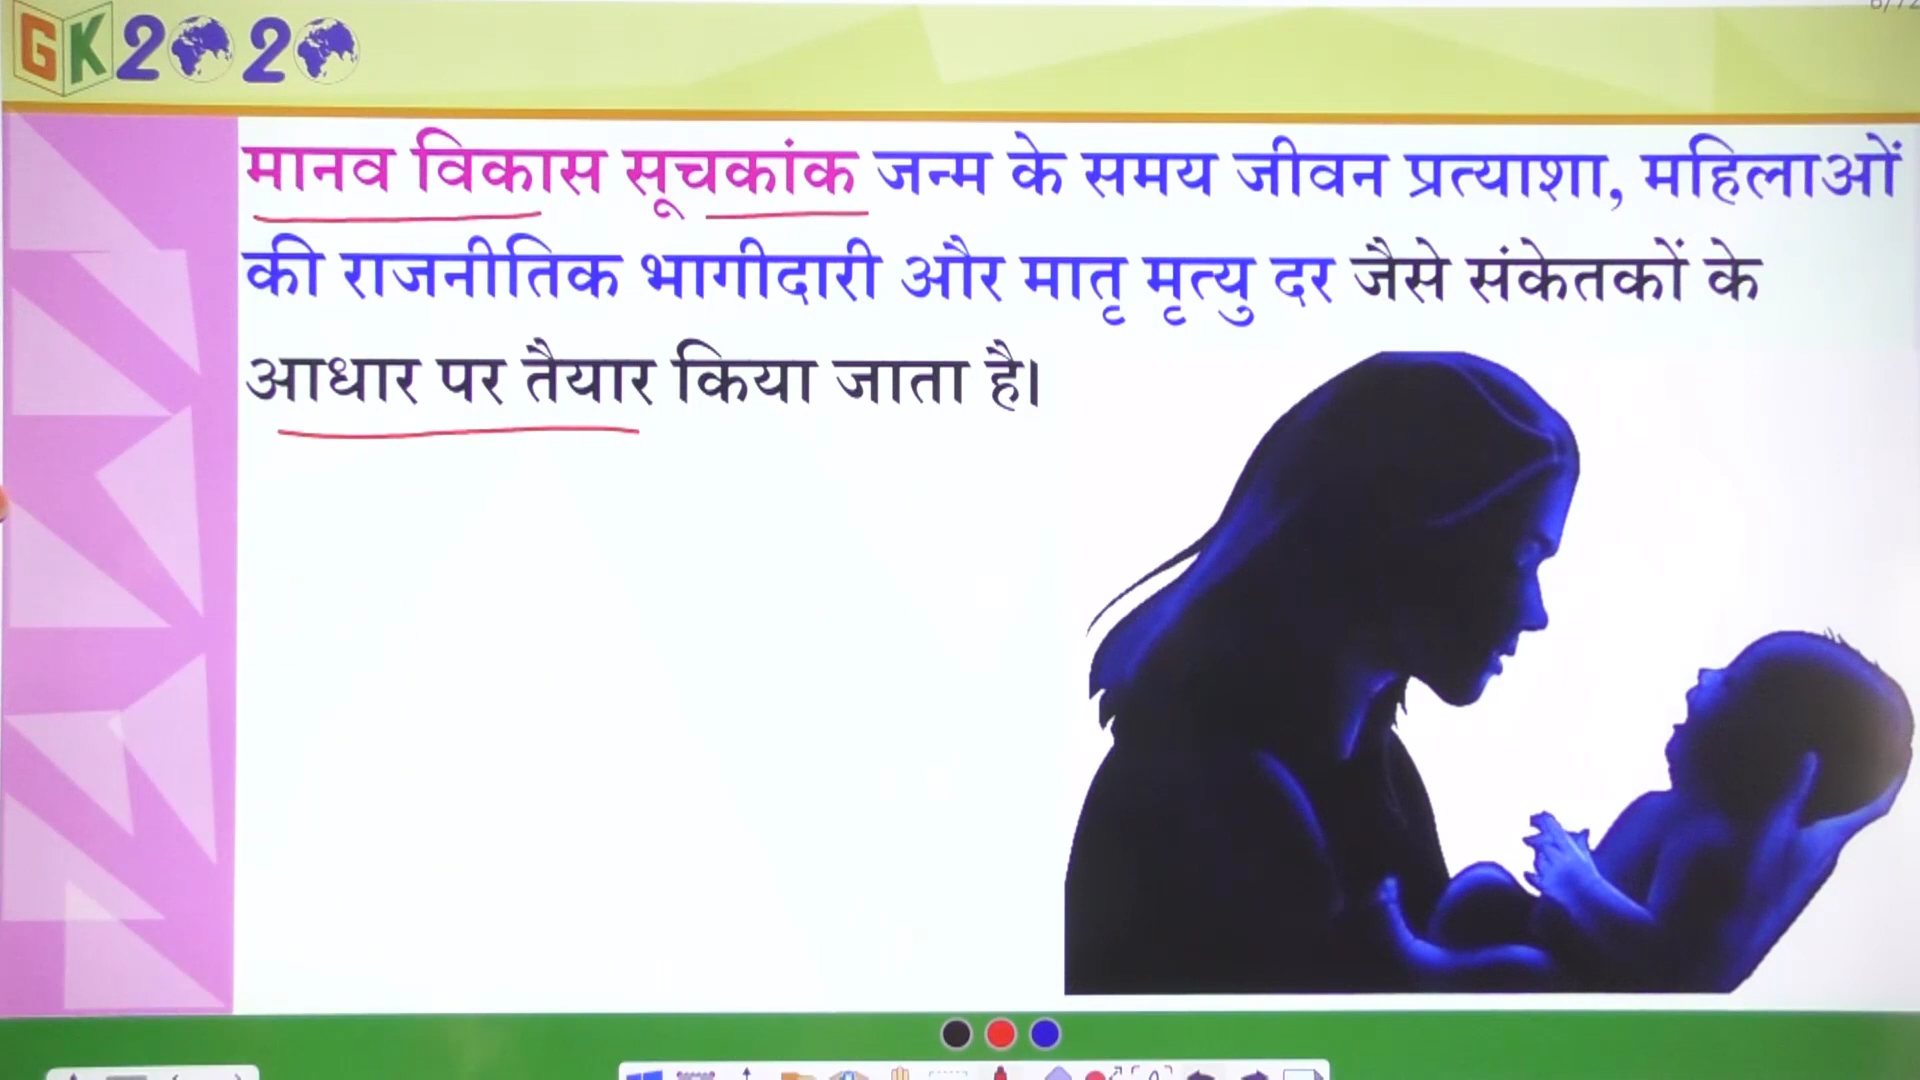 GK2020
मानव विकास सूचकांक जन्म के समय जीवन प्रत्याशा, महिलाओं
की राजनीतिक भागीदारी और मातृ मृत्यु दर जैसे संकेतकों के
आधार पर तैयार किया जाता है।